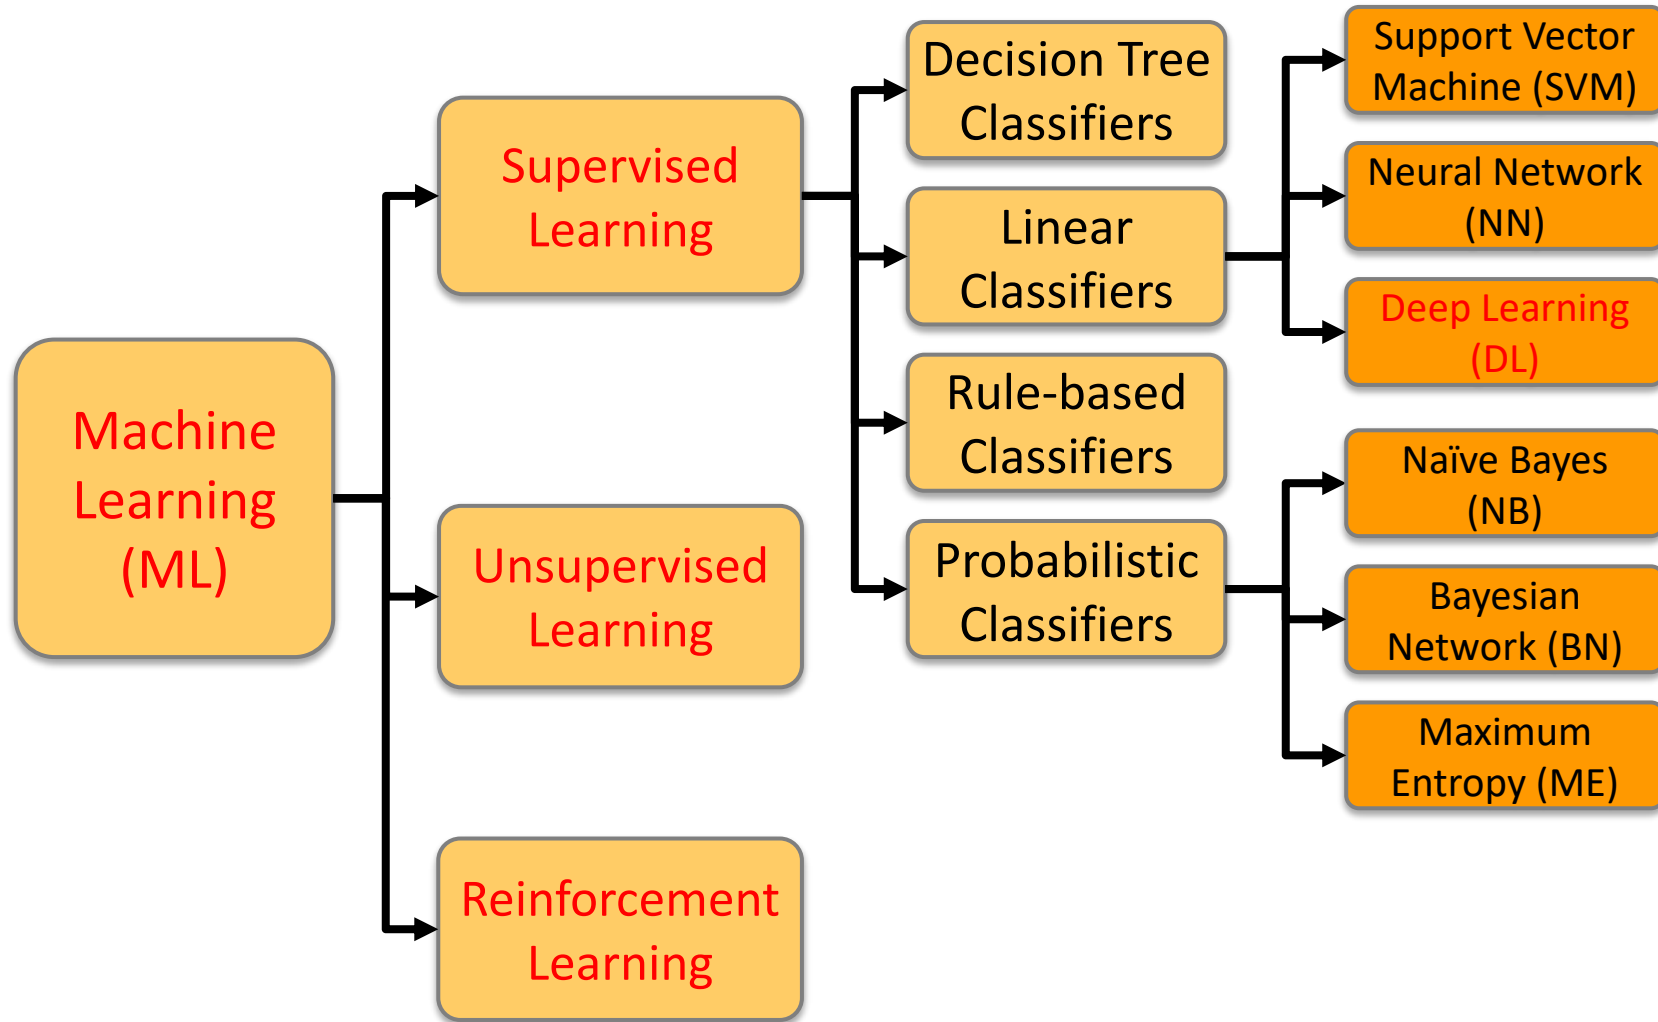 Machine
Learning
(ML)
Supervised
Learning
Unsupervised
Learning
Reinforcement
Learning
Decision Tree
Classifiers
Linear
Classifiers
Rule-based
Classifiers
Probabilistic
Classifiers
Support Vector
Machine (SVM)
Neural Network
(NN)
Deep Learning
(DL)
Naïve Bayes
(NB)
Bayesian
Network (BN)
Maximum
Entropy (ME)